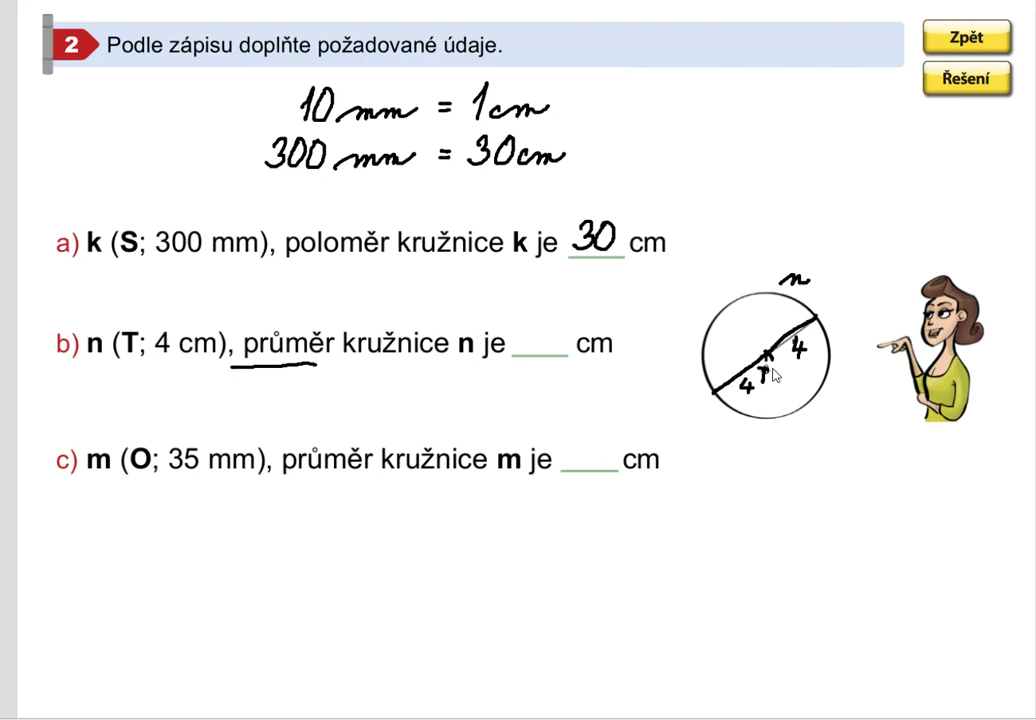 2 Podle zápisu doplňte požadované údaje.
Zpět
Řešení
10 mm = 1 cm
300 mm = 30 cm
a) k (S; 300 mm), poloměr kružnice k je 30 cm
n
b) n (T; 4 cm), průměr kružnice n je ____ cm
4
4 T
c) m (O; 35 mm), průměr kružnice m je ____ cm